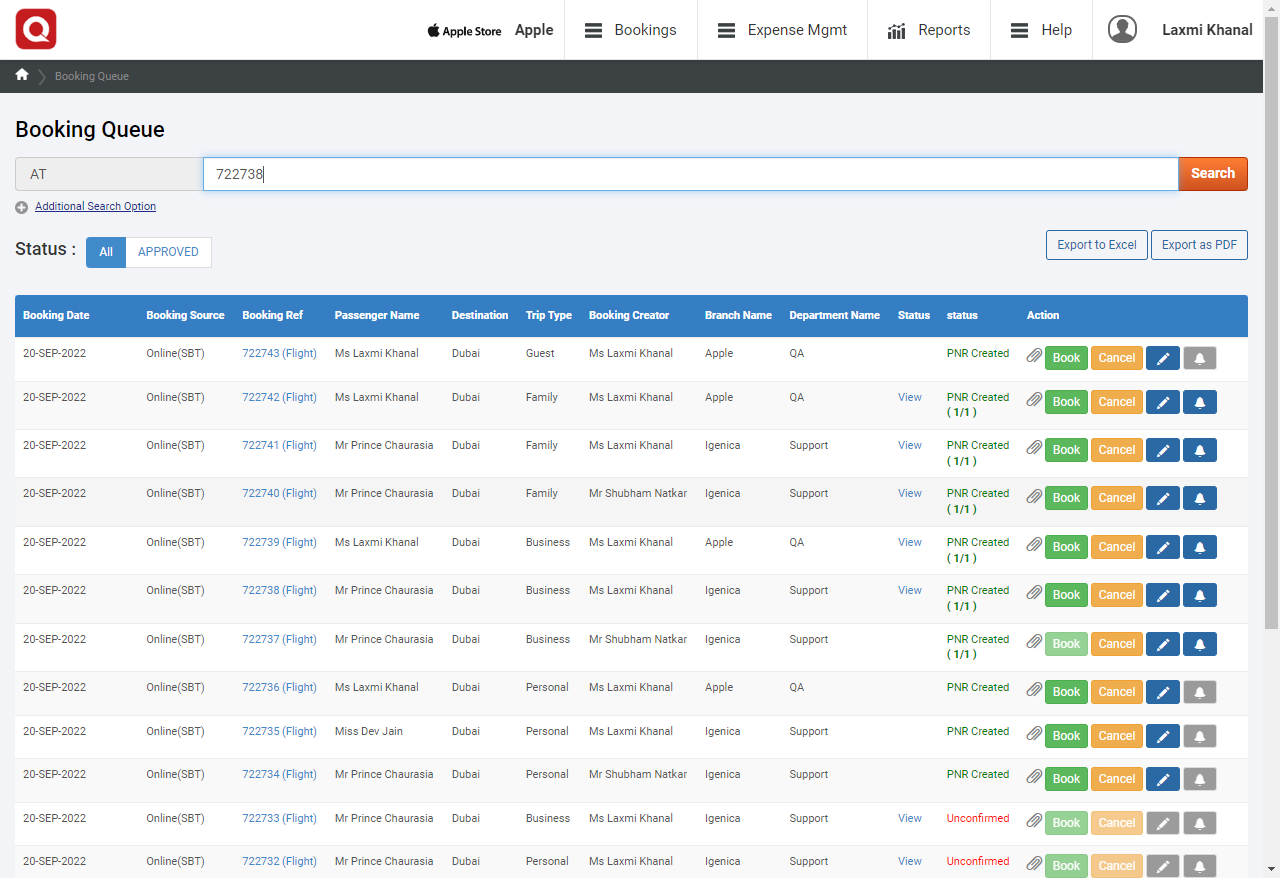 Apple Store Apple Bookings Expense Mgmt Reports Help Laxmi Khanal
Booking Queue
Booking Queue
AT 722738 Search
Additional Search Option
Status : All APPROVED Export to Excel Export as PDF
Booking Date Booking Source Booking Ref Passenger Name Destination Trip Type Booking Creator Branch Name Department Name Status status Action
20-SEP-2022 Online(SBT) 722743 (Flight) Ms Laxmi Khanal Dubai Guest Ms Laxmi Khanal Apple QA PNR Created Book Cancel
20-SEP-2022 Online(SBT) 722742 (Flight) Ms Laxmi Khanal Dubai Family Ms Laxmi Khanal Apple QA View PNR Created Book Cancel
( 1/1 )
20-SEP-2022 Online(SBT) 722741 (Flight) Mr Prince Chaurasia Dubai Family Ms Laxmi Khanal Igenica Support View PNR Created Book Cancel
( 1/1 )
20-SEP-2022 Online(SBT) 722740 (Flight) Mr Prince Chaurasia Dubai Family Mr Shubham Natkar Igenica Support View PNR Created Book Cancel
( 1/1 )
20-SEP-2022 Online(SBT) 722739 (Flight) Ms Laxmi Khanal Dubai Business Ms Laxmi Khanal Apple QA View PNR Created Book Cancel
( 1/1 )
20-SEP-2022 Online(SBT) 722738 (Flight) Mr Prince Chaurasia Dubai Business Ms Laxmi Khanal Igenica Support View PNR Created Book Cancel
( 1/1 )
20-SEP-2022 Online(SBT) 722737 (Flight) Mr Prince Chaurasia Dubai Business Mr Shubham Natkar Igenica Support PNR Created Book Cancel
( 1/1 )
20-SEP-2022 Online(SBT) 722736 (Flight) Ms Laxmi Khanal Dubai Personal Ms Laxmi Khanal Apple QA PNR Created Book Cancel
20-SEP-2022 Online(SBT) 722735 (Flight) Miss Dev Jain Dubai Personal Ms Laxmi Khanal Igenica Support PNR Created Book Cancel
20-SEP-2022 Online(SBT) 722734 (Flight) Mr Prince Chaurasia Dubai Personal Mr Shubham Natkar Igenica Support PNR Created Book Cancel
20-SEP-2022 Online(SBT) 722733 (Flight) Mr Prince Chaurasia Dubai Business Ms Laxmi Khanal Igenica Support View Unconfirmed Book Cancel
20-SEP-2022 Online(SBT) 722732 (Flight) Mr Prince Chaurasia Dubai Personal Ms Laxmi Khanal Igenica Support View Unconfirmed Book Cancel